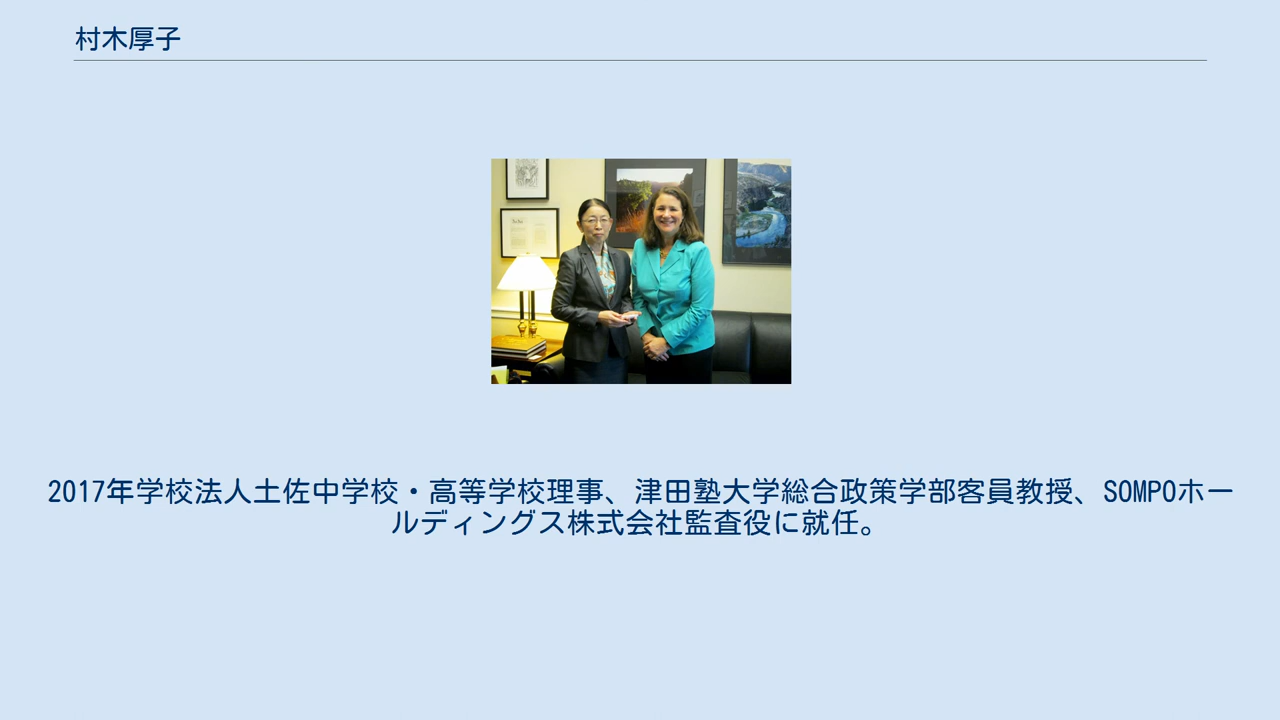 村木厚子
2017年学校法人土佐中学校・高等学校理事、津田塾大学総合政策学部客員教授、SOMPOホー
ルディングス株式会社監査役に就任。